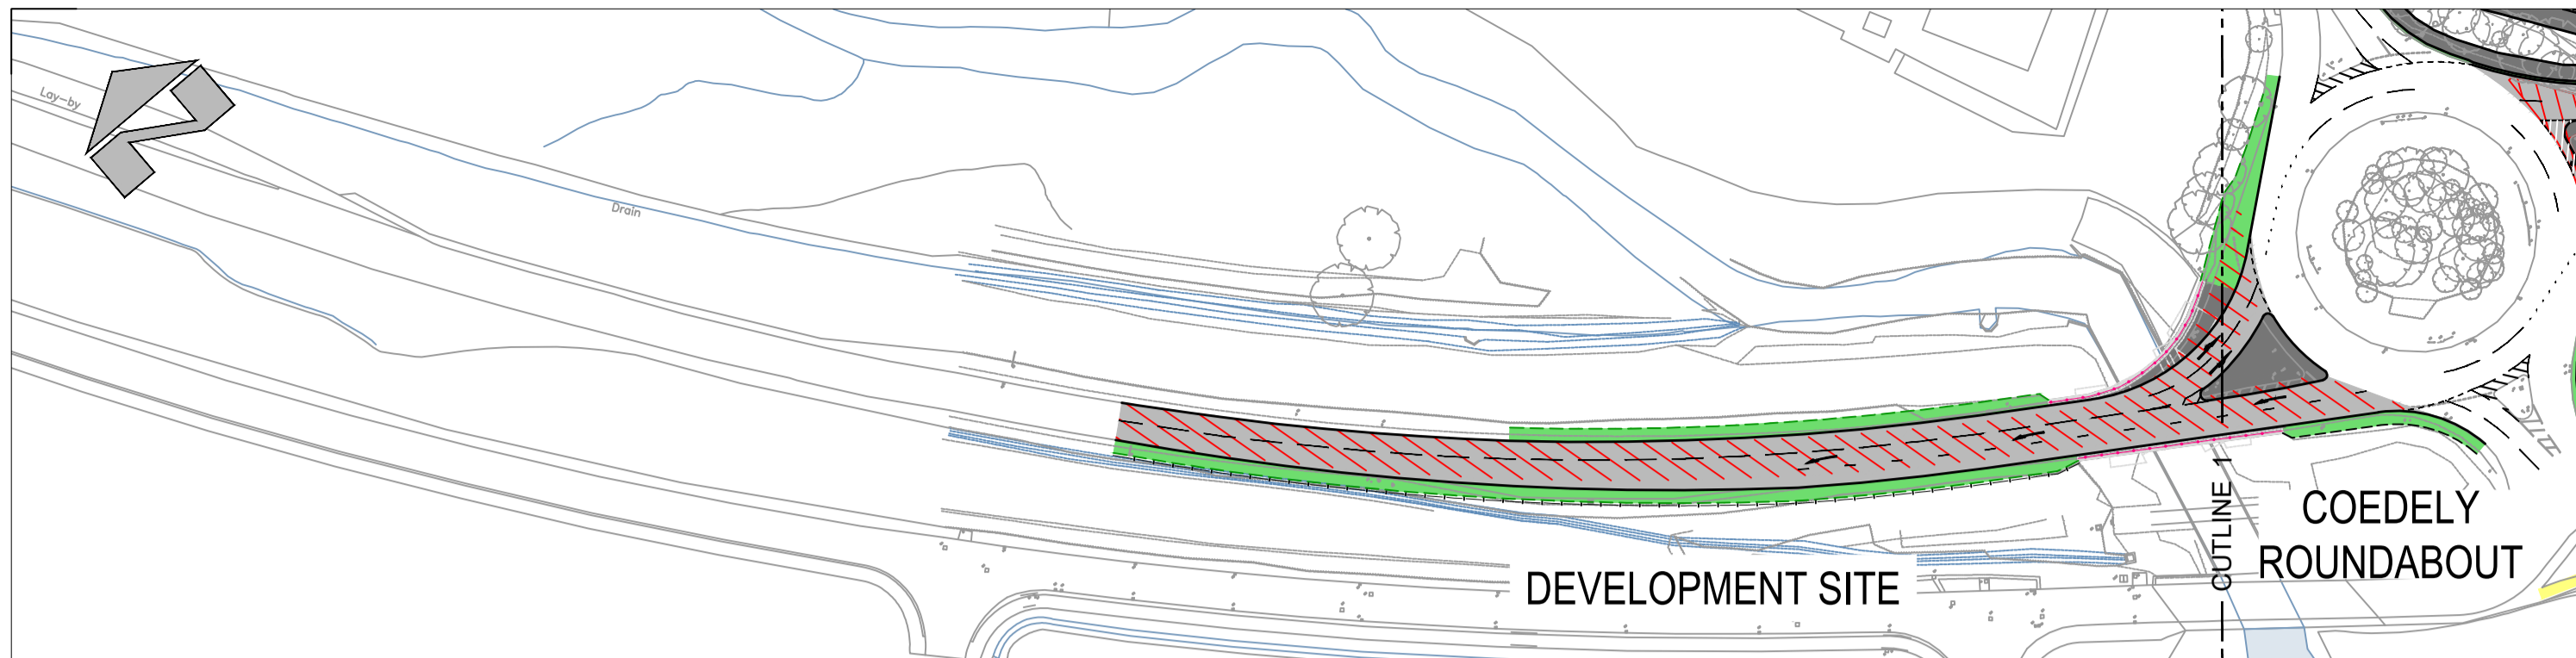 Lay-by
Drain
CUTLINE 1
COEDELY
ROUNDABOUT
DEVELOPMENT SITE